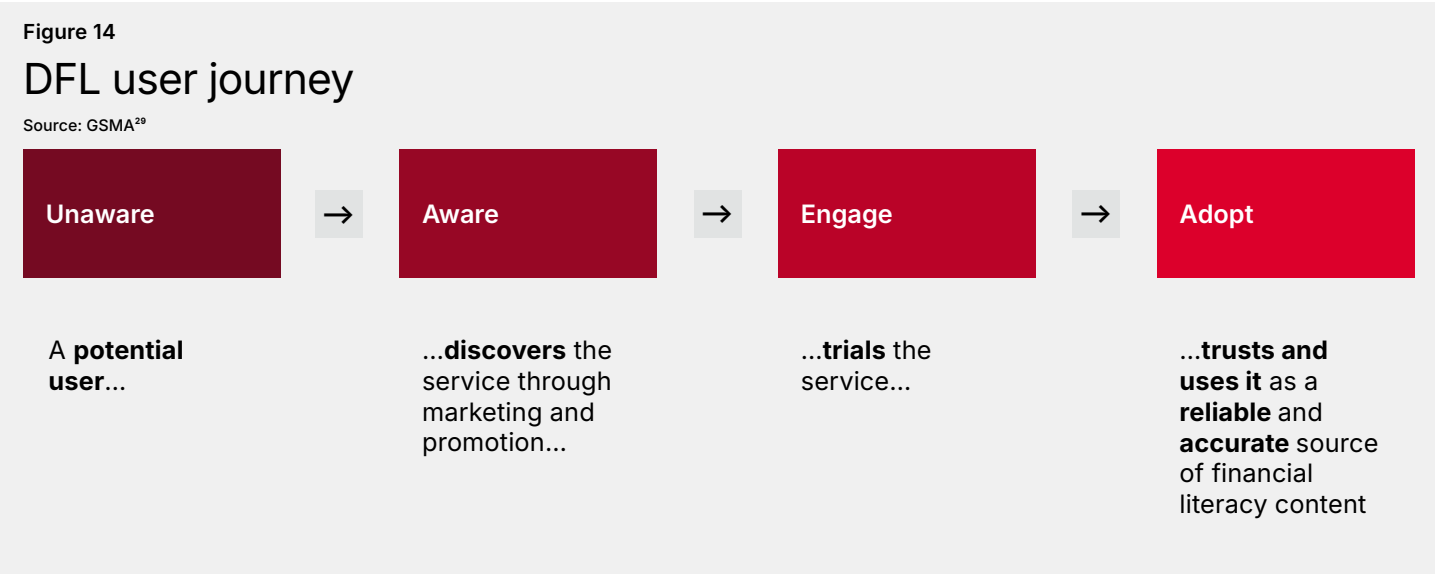 Figure 14
DFL user journey
Source: GSMA²⁹
Unaware
→
Aware
→
Engage
→
Adopt
A potential
user...
...discovers the
service through
marketing and
promotion...
...trials the
service...
...trusts and
uses it as a
reliable and
accurate source
of financial
literacy content